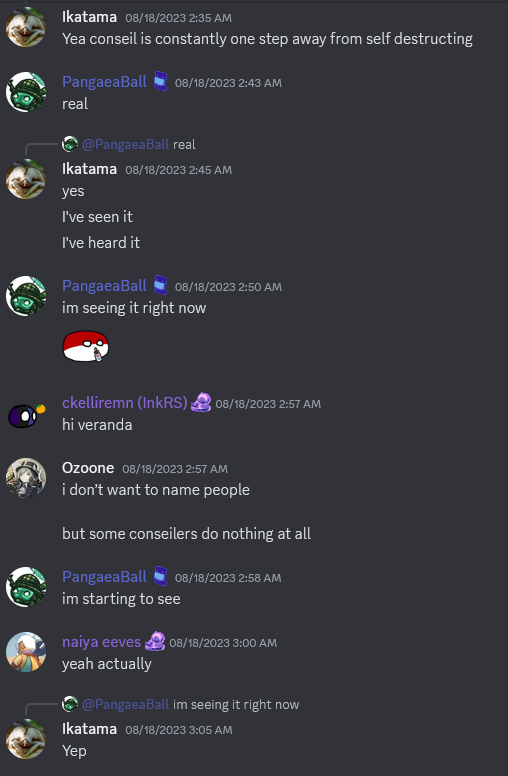 Ikatama 08/18/2023 2:35 AM
Yea conseil is constantly one step away from self destructing
PangaeaBall 08/18/2023 2:43 AM
real
@PangaeaBall real
Ikatama 08/18/2023 2:45 AM
yes
I've seen it
I've heard it
PangaeaBall 08/18/2023 2:50 AM
im seeing it right now
ckelliremn (InkRS) 08/18/2023 2:57 AM
hi veranda
Ozoone 08/18/2023 2:57 AM
i don't want to name people
but some conseilers do nothing at all
PangaeaBall 08/18/2023 2:58 AM
im starting to see
naiya eeves 08/18/2023 3:00 AM
yeah actually
@PangaeaBall im seeing it right now
Ikatama 08/18/2023 3:05 AM
Yep